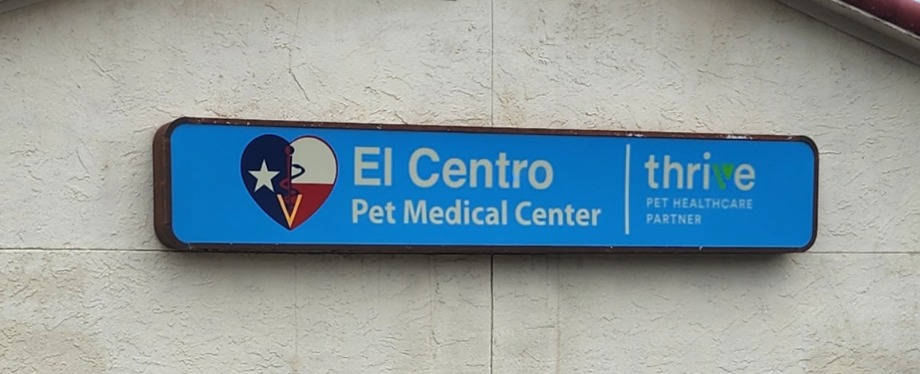 El Centro
Pet Medical Center
thrive
PET HEALTHCARE
PARTNER